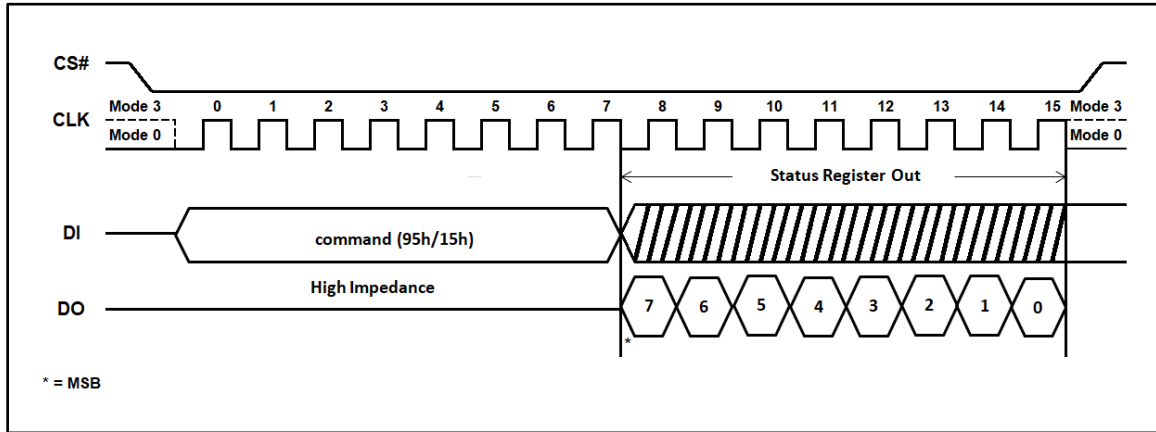 CS#
Mode 3 0 1 2 3 4 5 6 7 8 9 10 11 12 13 14 15 Mode 3
CLK
Mode 0 Mode 0
Status Register Out
DI command (95h/15h)
High Impedance
DO 7 6 5 4 3 2 1 0
*
* = MSB